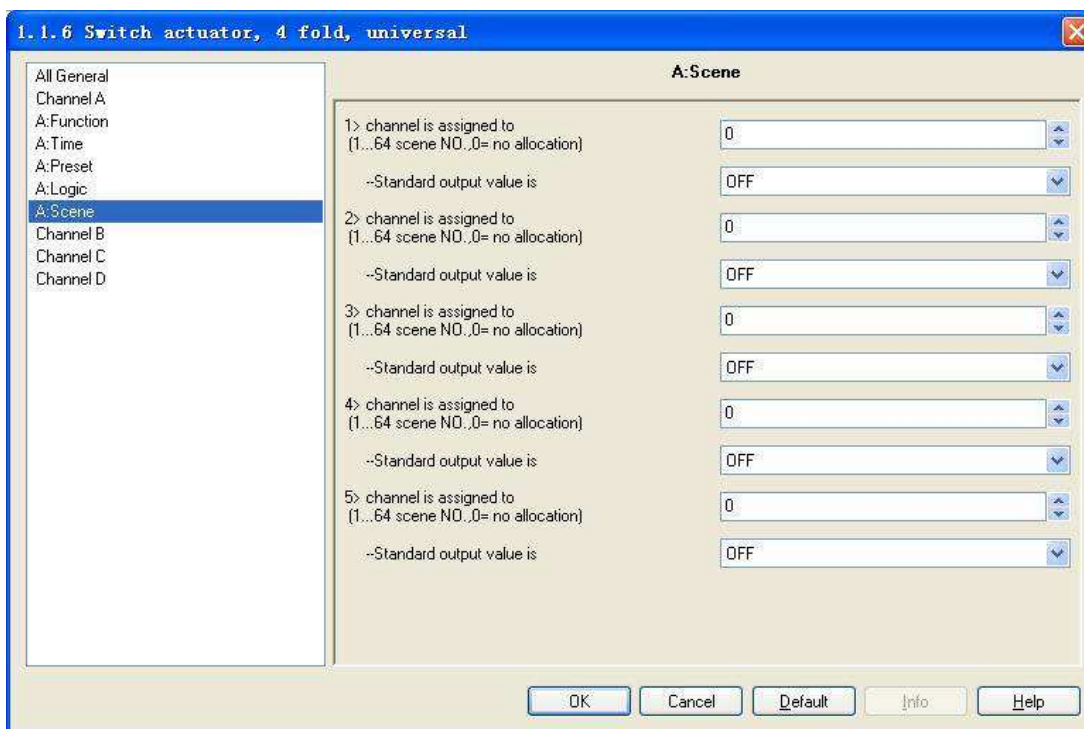 1.1.6 Switch actuator, 4 fold, universal
All General
Channel A
A:Function
A:Time
A:Preset
A:Logic
A:Scene
Channel B
Channel C
Channel D
A:Scene
1> channel is assigned to
(1...64 scene NO.,0= no allocation)
0
--Standard output value is
OFF
2> channel is assigned to
(1...64 scene NO.,0= no allocation)
0
--Standard output value is
OFF
3> channel is assigned to
(1...64 scene NO.,0= no allocation)
0
--Standard output value is
OFF
4> channel is assigned to
(1...64 scene NO.,0= no allocation)
0
--Standard output value is
OFF
5> channel is assigned to
(1...64 scene NO.,0= no allocation)
0
--Standard output value is
OFF
OK
Cancel
Default
Info
Help